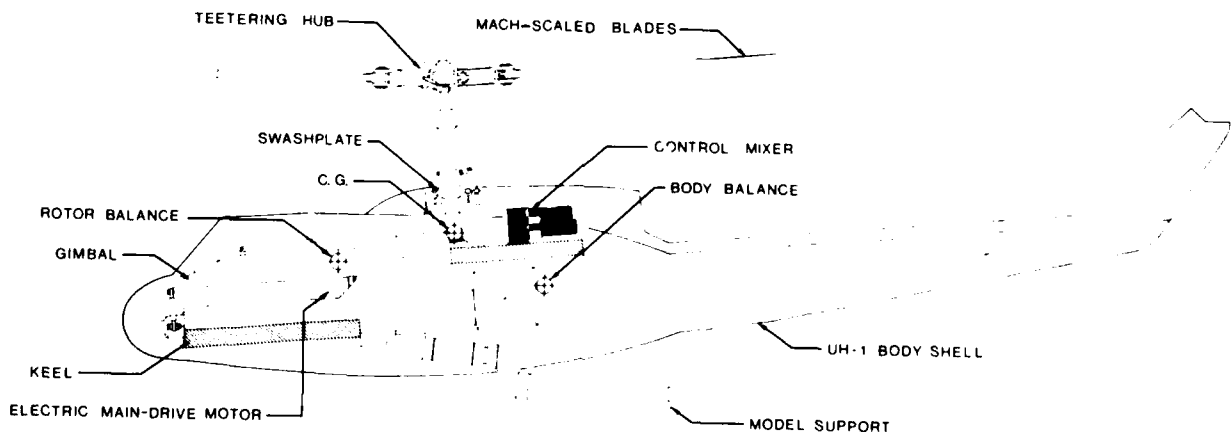 TEETERING HUB
MACH-SCALED BLADES
SWASHPLATE
CONTROL MIXER
C.G.
BODY BALANCE
ROTOR BALANCE
GIMBAL
UH-1 BODY SHELL
KEEL
ELECTRIC MAIN-DRIVE MOTOR
MODEL SUPPORT